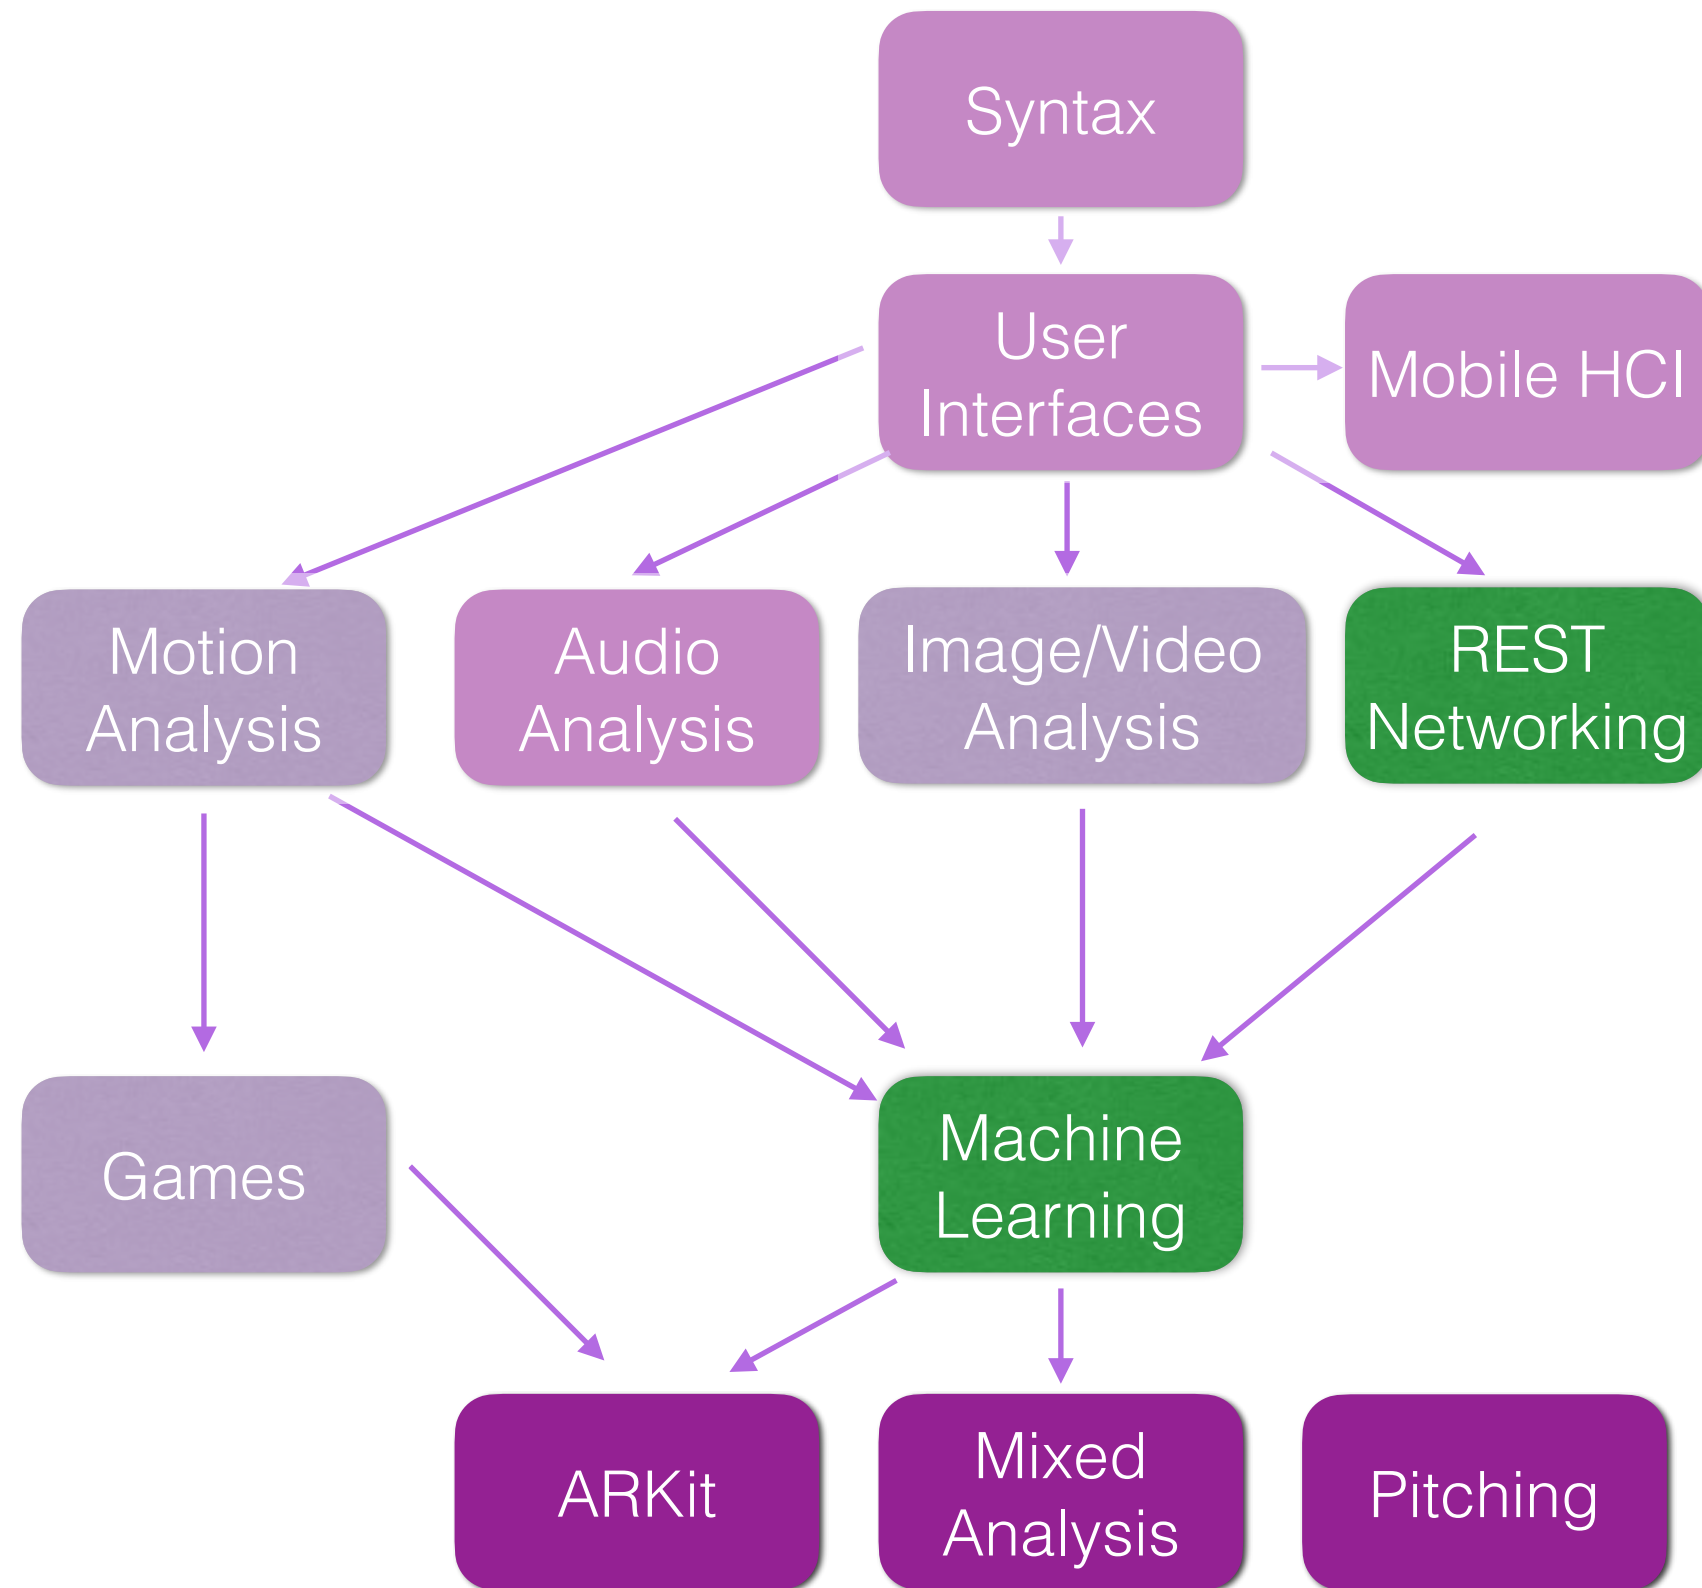 Syntax
User
Interfaces
Mobile HCI
Motion
Analysis
Audio
Analysis
Image/Video
Analysis
REST
Networking
Games
Machine
Learning
ARKit
Mixed
Analysis
Pitching